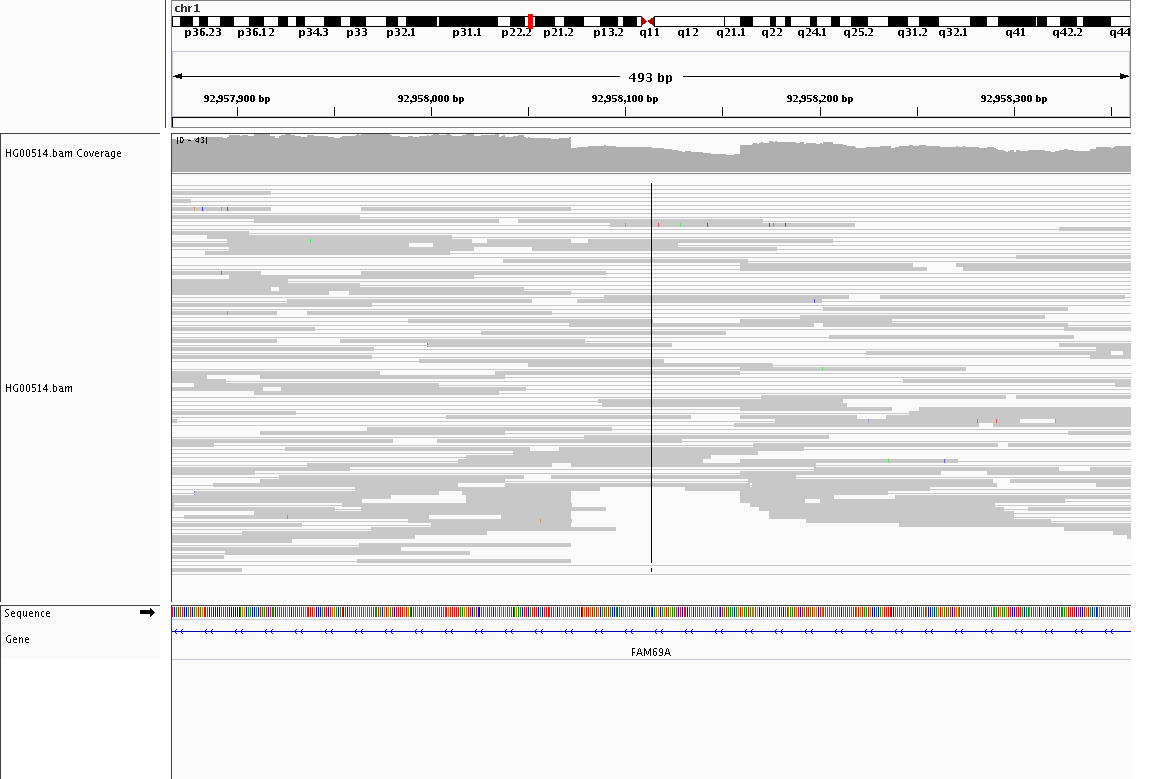 chr1
p36.23 p36.12 p34.3 p33 p32.1 p31.1 p22.2 p21.2 p13.2 q11 q12 q21.1 q22 q24.1 q25.2 q31.2 q32.1 q41 q42.2 q44
493 bp
92,957,900 bp 92,958,000 bp 92,958,100 bp 92,958,200 bp 92,958,300 bp
[0 - 43]
HG00514.bam Coverage
HG00514.bam
Sequence
Gene
FAM69A